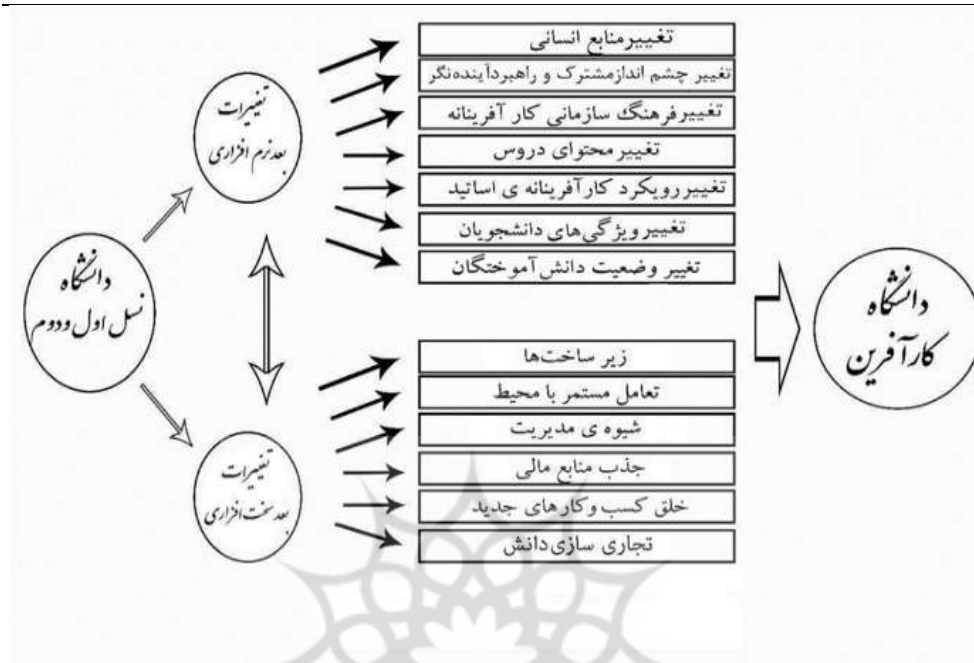 دانشگاه
نسل اول و دوم
تغییرات
بعد نرم افزاری
تغییرمنابع انسانی
تغییر چشم اندازمشترک و راهبردآینده‌نگر
تغییرفرهنگ سازمانی کار آفرینانه
تغییر محتوای دروس
تغییر رویکرد کارآفرینانه ی اساتید
تغییر ویژگی‌های دانشجویان
تغییر وضعیت دانش آموختگان
تغییرات
بعد سخت افزاری
زیر ساخت‌ها
تعامل مستمر با محیط
شیوه ی مدیریت
جذب منابع مالی
خلق کسب وکارهای جدید
تجاری سازی دانش
دانشگاه
کارآفرین